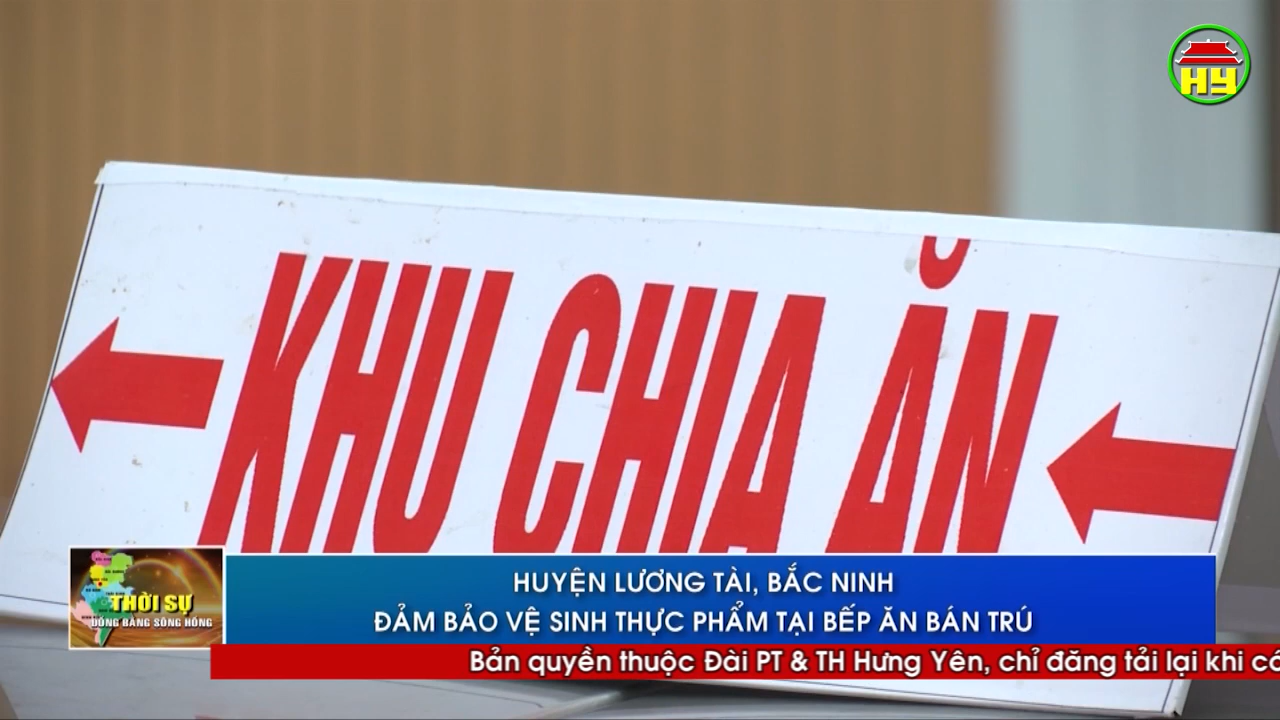 HY
KHU CHIA ĂN
HUYỆN LƯƠNG TÀI, BẮC NINH
ĐẢM BẢO VỆ SINH THỰC PHẨM TẠI BẾP ĂN BÁN TRÚ
THỜI SỰ
ĐỒNG BẰNG SÔNG HỒNG
Bản quyền thuộc Đài PT & TH Hưng Yên, chỉ đăng tải lại khi có